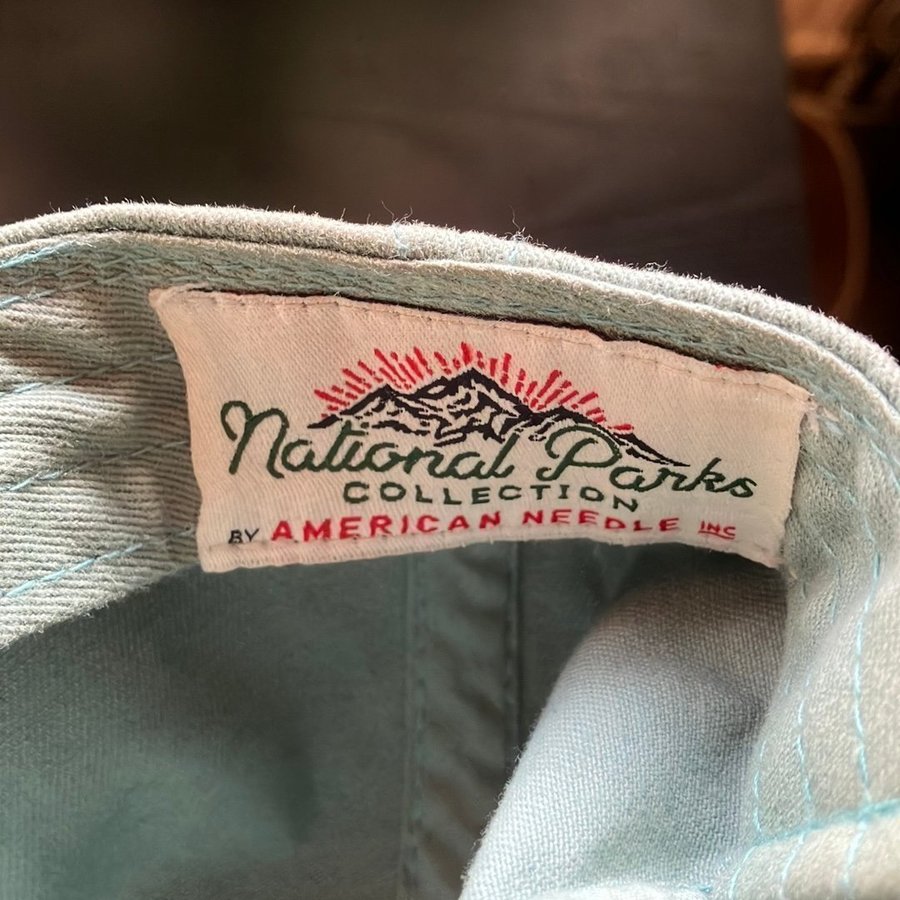 National Parks
COLLECTION
BY AMERICAN NEEDLE INC